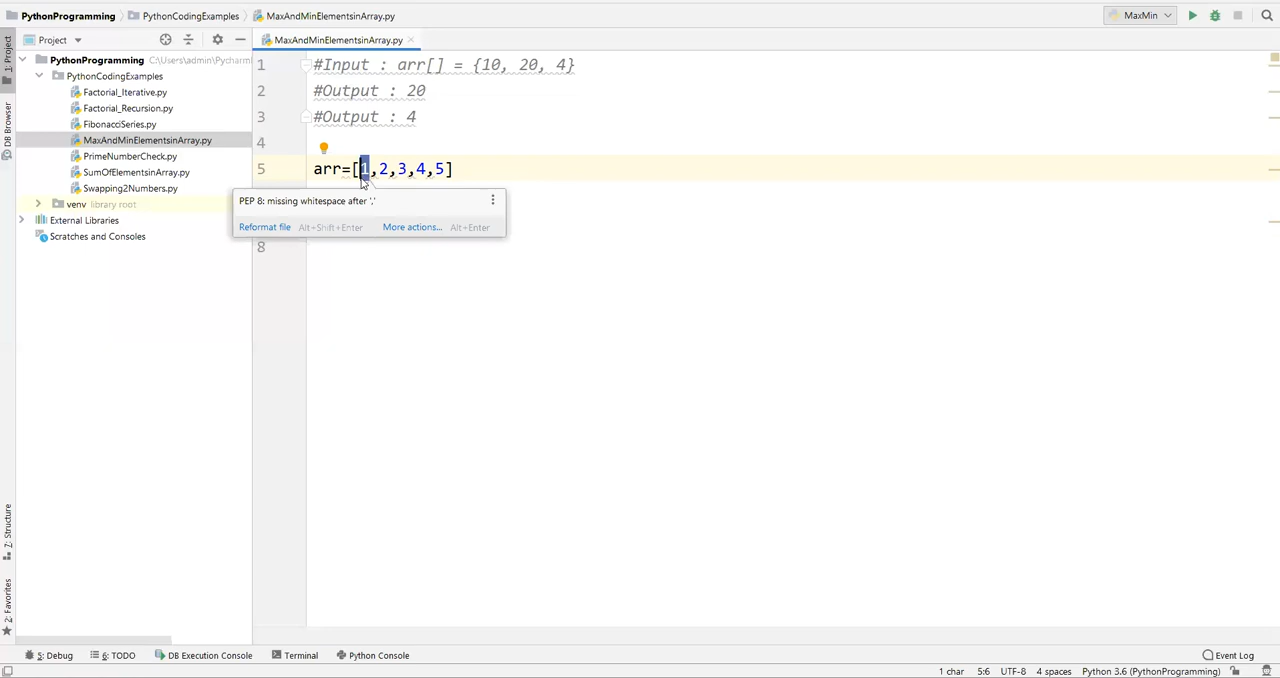 PythonProgramming PythonCodingExamples MaxAndMinElementsinArray.py MaxMin
Project MaxAndMinElementsinArray.py
1: Project
PythonProgramming C:\Users\admin\Pycharm
PythonCodingExamples
Factorial_Iterative.py
Factorial_Recursion.py
FibonacciSeries.py
MaxAndMinElementsinArray.py
PrimeNumberCheck.py
SumOfElementsinArray.py
Swapping2Numbers.py
venv library root
External Libraries
Scratches and Consoles
DB Browser
Z: Structure
2: Favorites
1 #Input : arr[] = {10, 20, 4}
2 #Output : 20
3 #Output : 4
4
5 arr=[1,2,3,4,5]
PEP 8: missing whitespace after ','
Reformat file Alt+Shift+Enter More actions... Alt+Enter
8
5: Debug 6: TODO DB Execution Console Terminal Python Console Event Log
1 char 5:6 UTF-8 4 spaces Python 3.6 (PythonProgramming)